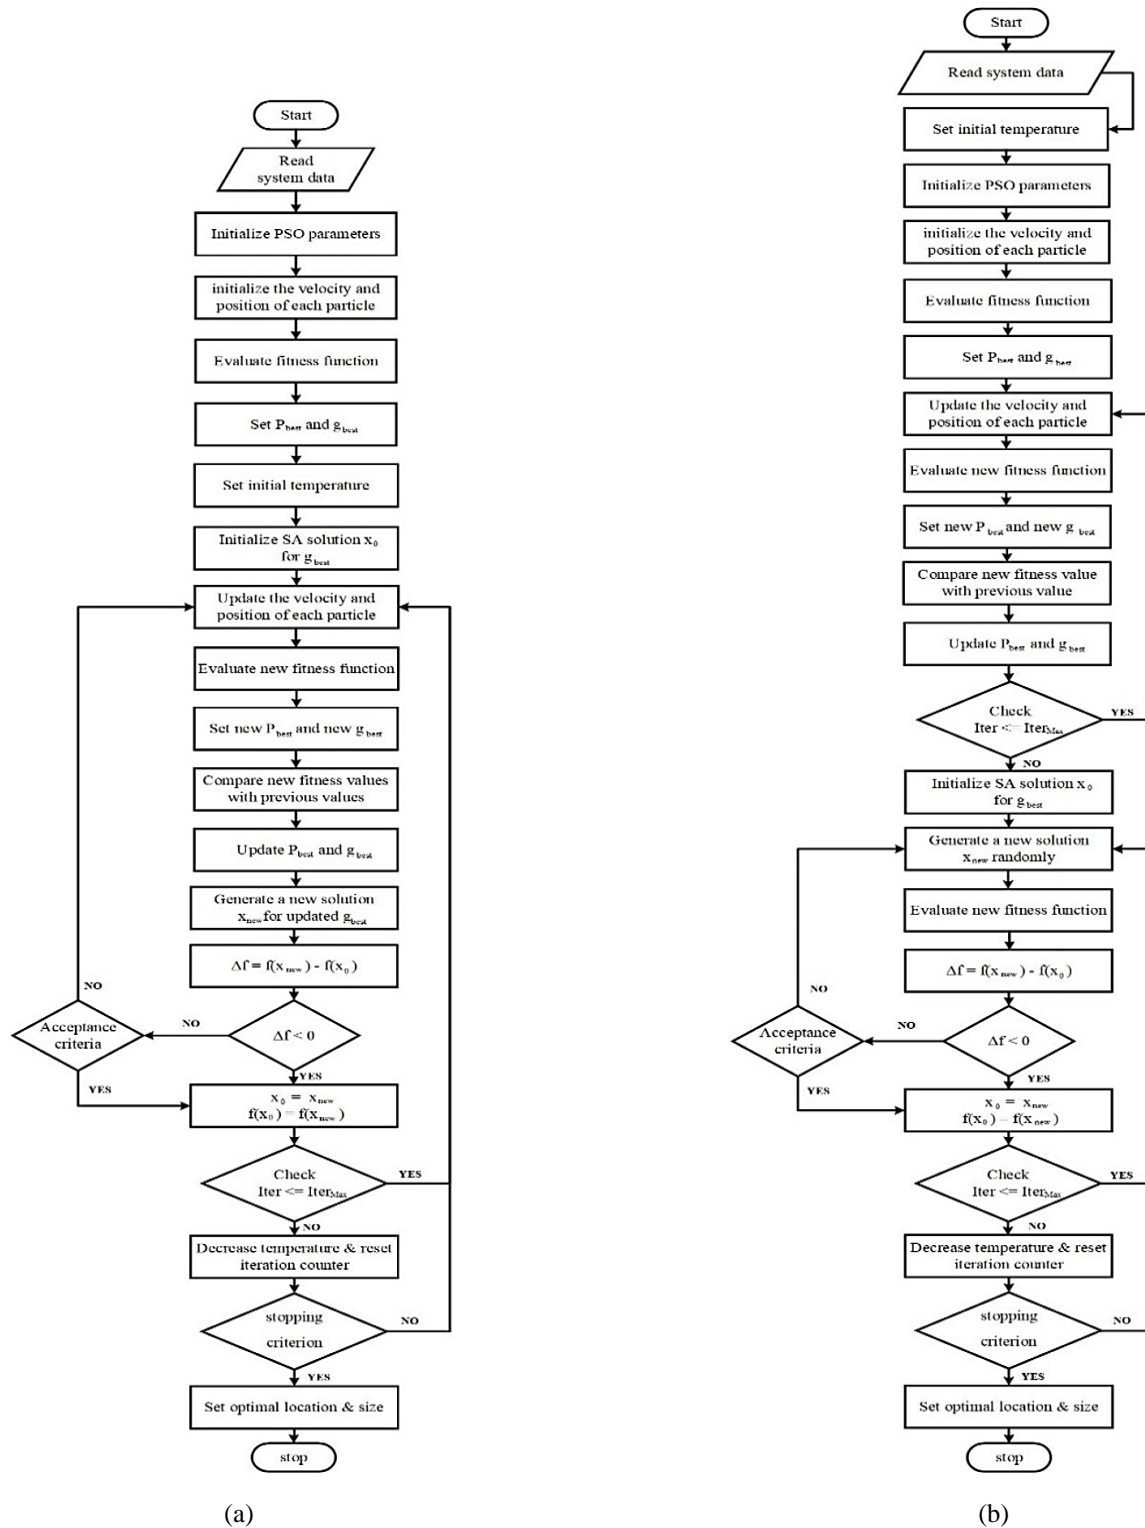 Start
Read
system data
Initialize PSO parameters
initialize the velocity and
position of each particle
Evaluate fitness function
Set Pbest and gbest
Set initial temperature
Initialize SA solution x0
for gbest
Update the velocity and
position of each particle
Evaluate new fitness function
Set new Pbest and new gbest
Compare new fitness values
with previous values
Update Pbest and gbest
Generate a new solution
xnew for updated gbest
Δf = f(xnew) - f(x0)
NO
Acceptance
criteria
NO
Δf < 0
YES
YES
x0 = xnew
f(x0) = f(xnew)
Check
Iter <= IterMax
YES
NO
Decrease temperature & reset
iteration counter
stopping
criterion
NO
YES
Set optimal location & size
stop
(a)
Start
Read system data
Set initial temperature
Initialize PSO parameters
initialize the velocity and
position of each particle
Evaluate fitness function
Set Pbest and gbest
Update the velocity and
position of each particle
Evaluate new fitness function
Set new Pbest and new gbest
Compare new fitness value
with previous value
Update Pbest and gbest
Check
Iter <= IterMax
YES
NO
Initialize SA solution x0
for gbest
Generate a new solution
xnew randomly
Evaluate new fitness function
Δf = f(xnew) - f(x0)
NO
Acceptance
criteria
NO
Δf < 0
YES
YES
x0 = xnew
f(x0) = f(xnew)
Check
Iter <= IterMax
YES
NO
Decrease temperature & reset
iteration counter
stopping
criterion
NO
YES
Set optimal location & size
stop
(b)